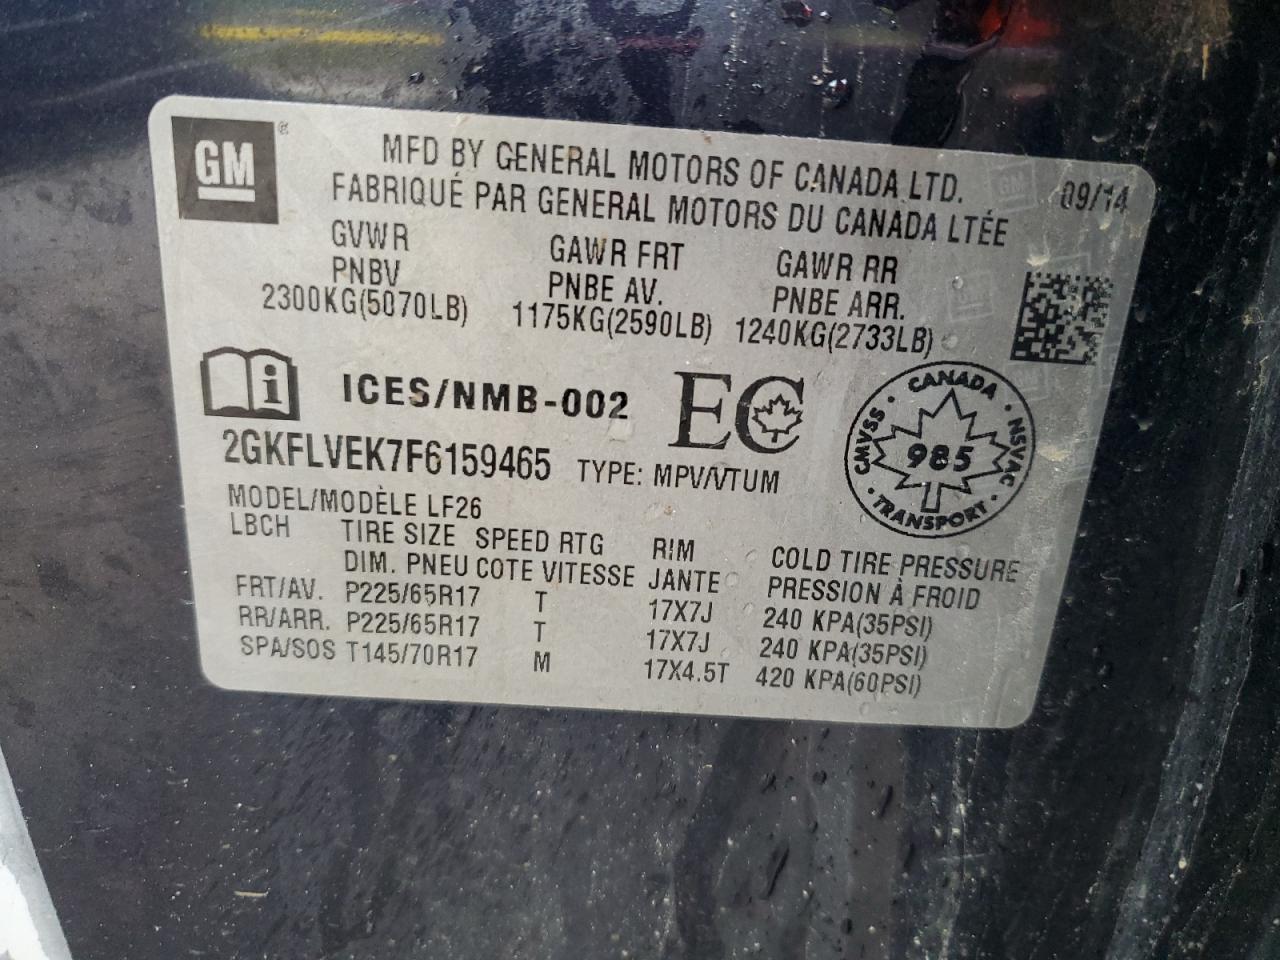 GM
MFD BY GENERAL MOTORS OF CANADA LTD. 09/14
FABRIQUÉ PAR GENERAL MOTORS DU CANADA LTÉE
GVWR GAWR FRT GAWR RR
PNBV PNBE AV. PNBE ARR.
2300KG(5070LB) 1175KG(2590LB) 1240KG(2733LB)
ICES/NMB-002 EC
CANADA
CMVSS 985 NSVAC
TRANSPORT
2GKFLVEK7F6159465 TYPE: MPV/VTUM
MODEL/MODÈLE LF26
LBCH TIRE SIZE SPEED RTG RIM COLD TIRE PRESSURE
DIM. PNEU COTE VITESSE JANTE PRESSION À FROID
FRT/AV. P225/65R17 T 17X7J 240 KPA(35PSI)
RR/ARR. P225/65R17 T 17X7J 240 KPA(35PSI)
SPA/SOS T145/70R17 M 17X4.5T 420 KPA(60PSI)